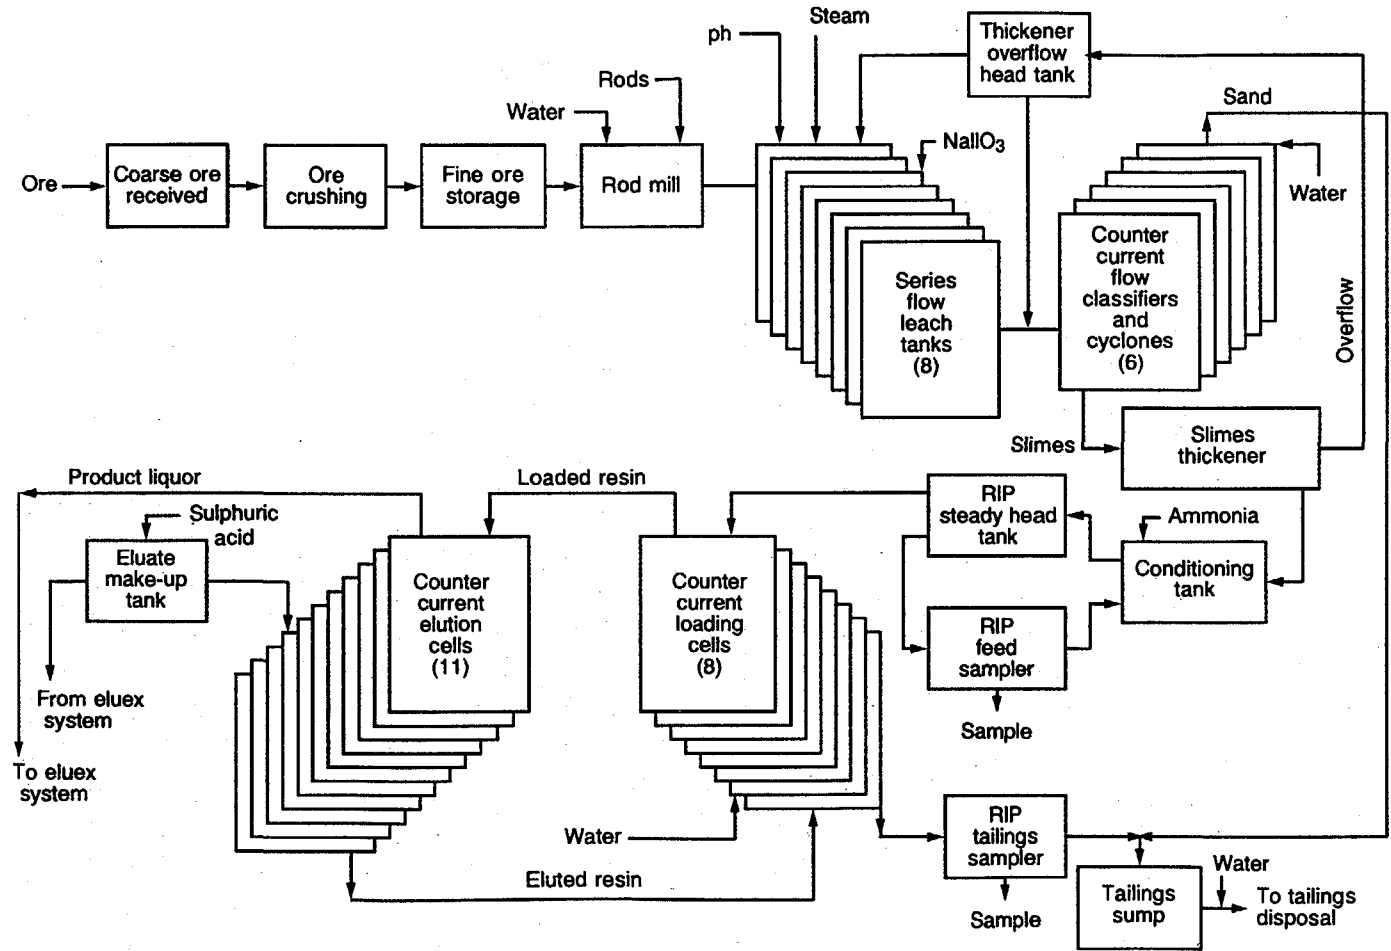 ph
Steam
Thickener
overflow
head tank
Rods
Water
Sand
NallO3
Ore
Coarse ore
received
Ore
crushing
Fine ore
storage
Rod mill
Water
Series
flow
leach
tanks
(8)
Counter
current
flow
classifiers
and
cyclones
(6)
Overflow
Slimes
Slimes
thickener
Product liquor
Loaded resin
RIP
steady head
tank
Ammonia
Sulphuric
acid
Eluate
make-up
tank
Counter
current
elution
cells
(11)
Counter
current
loading
cells
(8)
Conditioning
tank
RIP
feed
sampler
Sample
From eluex
system
To eluex
system
Water
Eluted resin
RIP
tailings
sampler
Sample
Tailings
sump
Water
To tailings
disposal